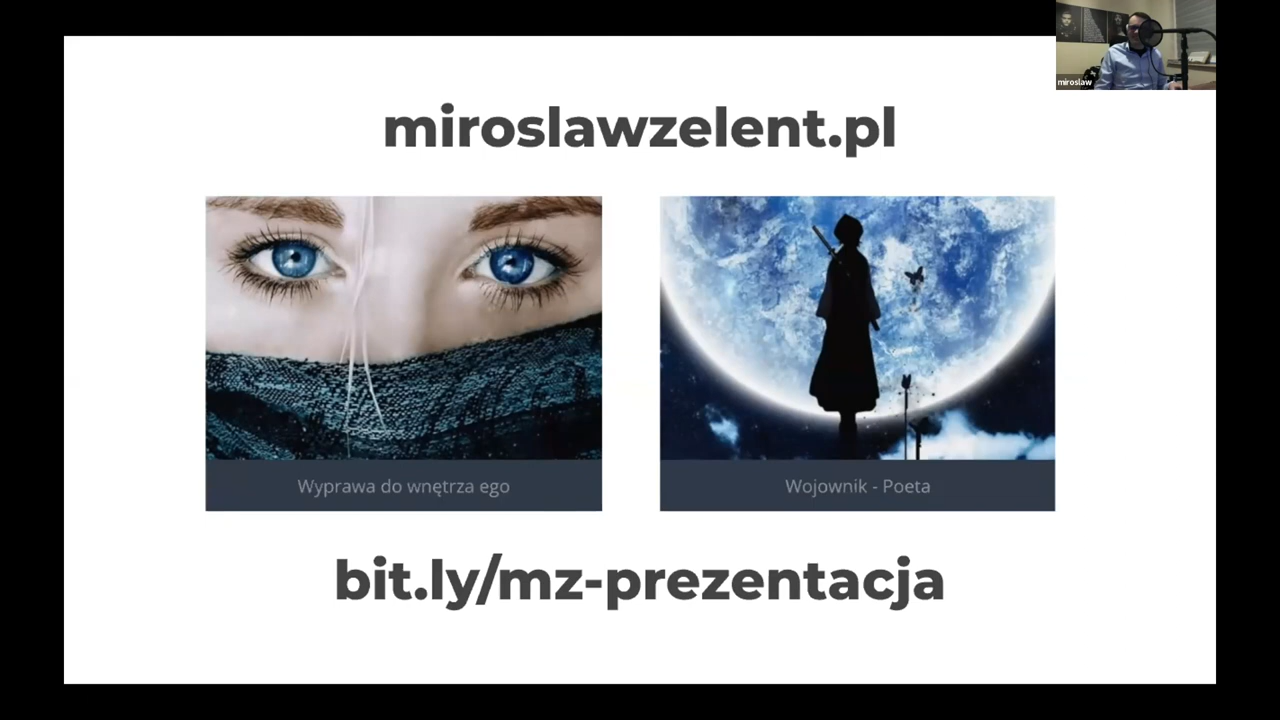 miroslaw
miroslawzelent.pl
Wyprawa do wnętrza ego
Wojownik - Poeta
bit.ly/mz-prezentacja